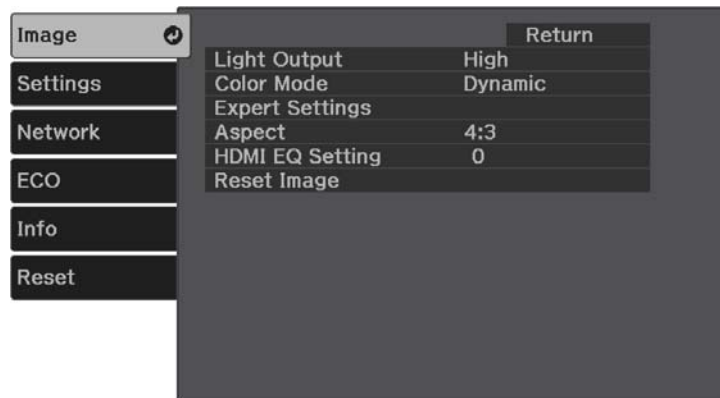 Image
Settings
Network
ECO
Info
Reset
Return
Light Output High
Color Mode Dynamic
Expert Settings
Aspect 4:3
HDMI EQ Setting 0
Reset Image